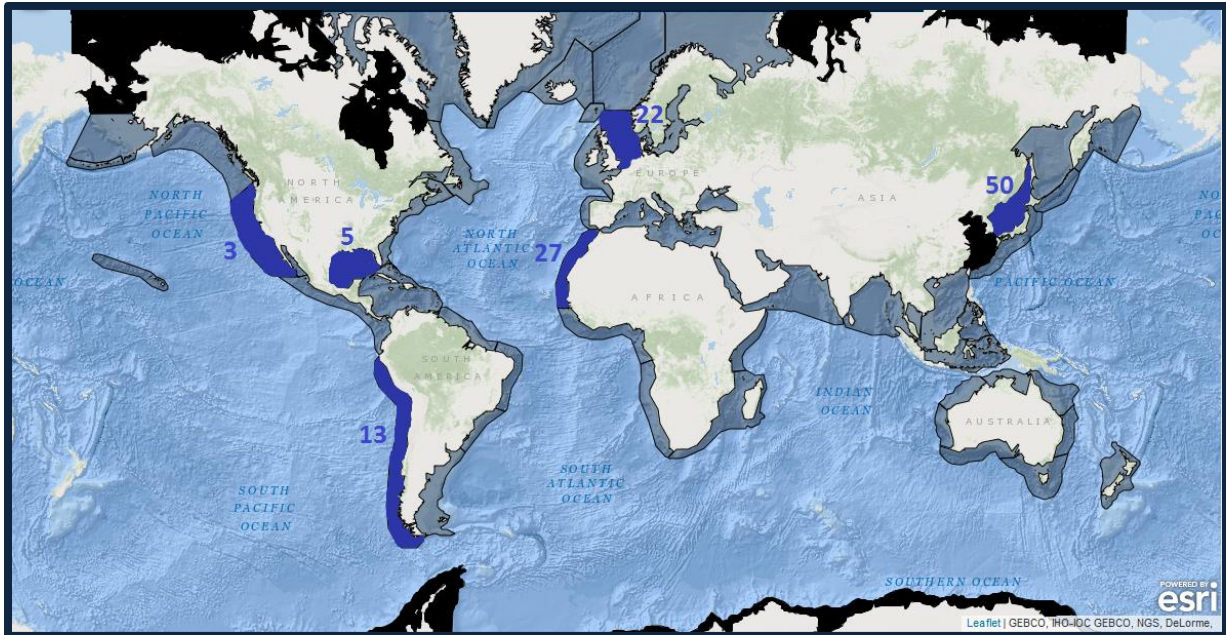 22
EUROPE
NORTH
AMERICA
ASIA
50
NORTH
PACIFIC
OCEAN
3
5
NORTH
ATLANTIC
OCEAN
27
OCEAN
PACIFIC OCEAN
AFRICA
SOUTH
AMERICA
INDIAN
OCEAN
AUSTRALIA
13
SOUTH
PACIFIC
OCEAN
SOUTH
ATLANTIC
OCEAN
SOUTHERN OCEAN
POWERED BY
esri
Leaflet | GEBCO, IHO-IOC GEBCO, NGS, DeLorme,